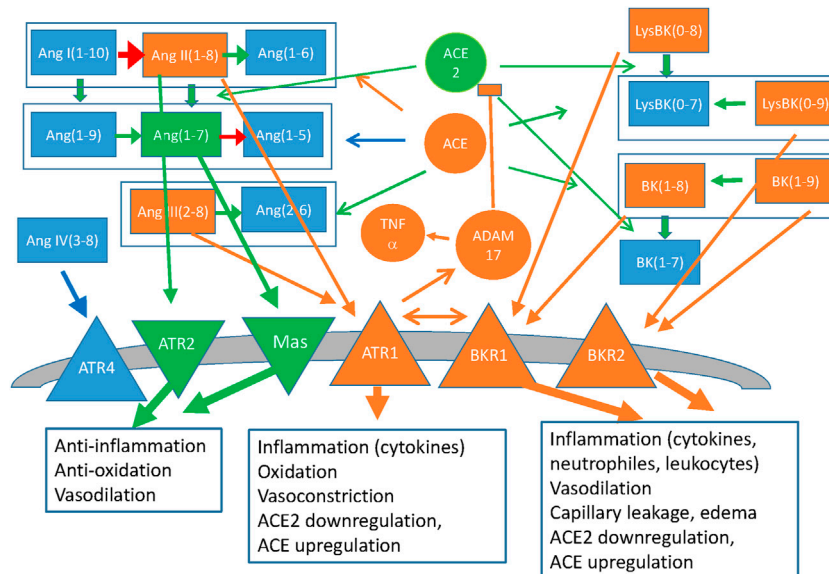 Ang I(1-10)
Ang II(1-8)
Ang(1-6)
ACE
2
LysBK(0-8)
LysBK(0-7)
LysBK(0-9)
Ang(1-9)
Ang(1-7)
Ang(1-5)
ACE
BK(1-8)
BK(1-9)
Ang III(2-8)
Ang(2-6)
TNF
α
ADAM
17
Ang IV(3-8)
BK(1-7)
ATR4
ATR2
Mas
ATR1
BKR1
BKR2
Anti-inflammation
Anti-oxidation
Vasodilation
Inflammation (cytokines)
Oxidation
Vasoconstriction
ACE2 downregulation,
ACE upregulation
Inflammation (cytokines,
neutrophiles, leukocytes)
Vasodilation
Capillary leakage, edema
ACE2 downregulation,
ACE upregulation